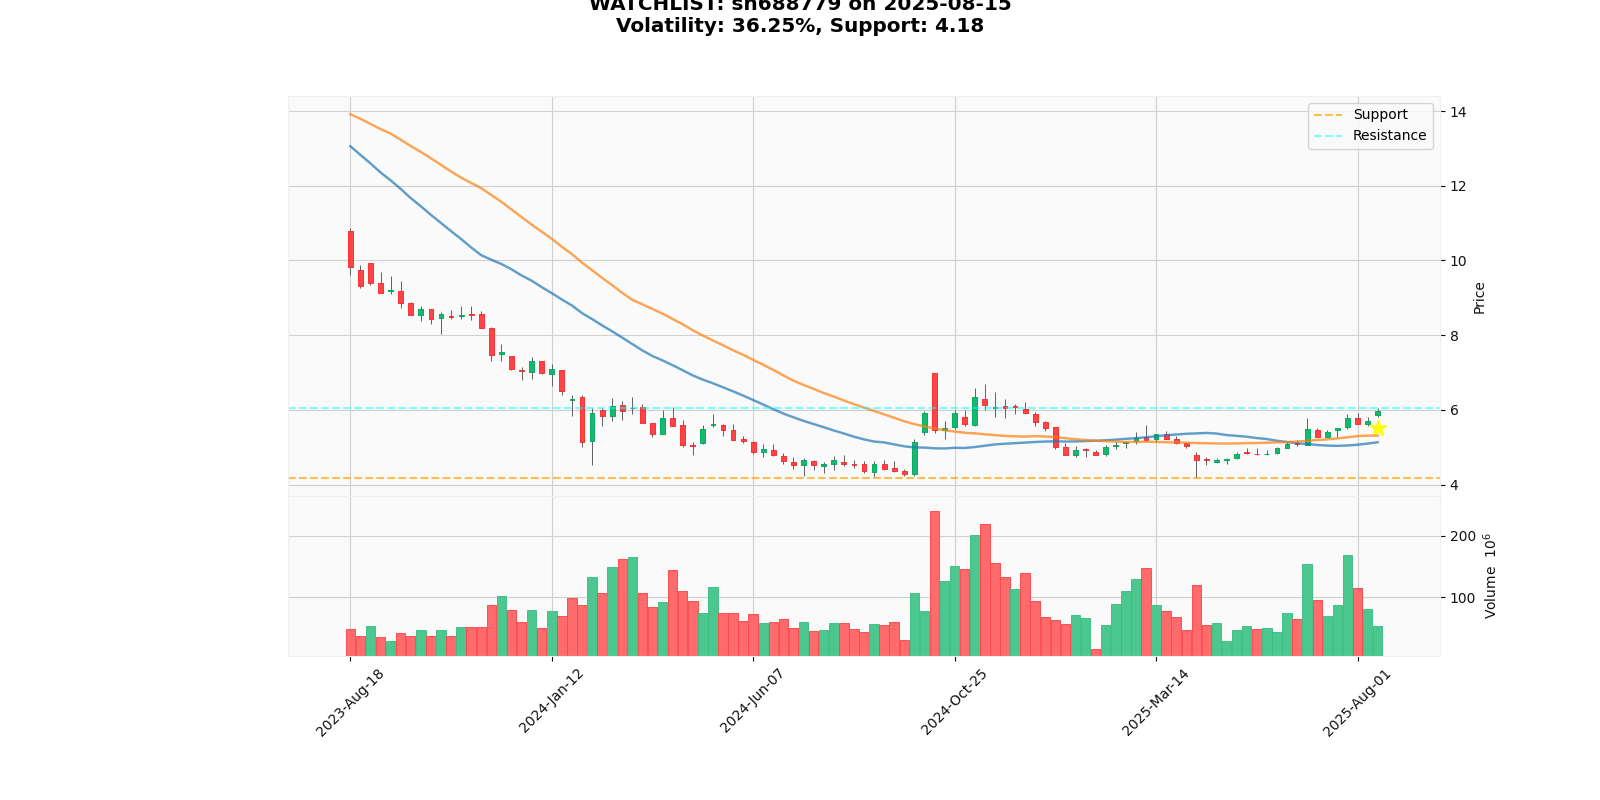 WATCHLIST: sh688779 on 2025-08-15
Volatility: 36.25%, Support: 4.18
Support
Resistance
14
12
10
8
6
4
Price
200
100
Volume 10⁶
2023-Aug-18
2024-Jan-12
2024-Jun-07
2024-Oct-25
2025-Mar-14
2025-Aug-01